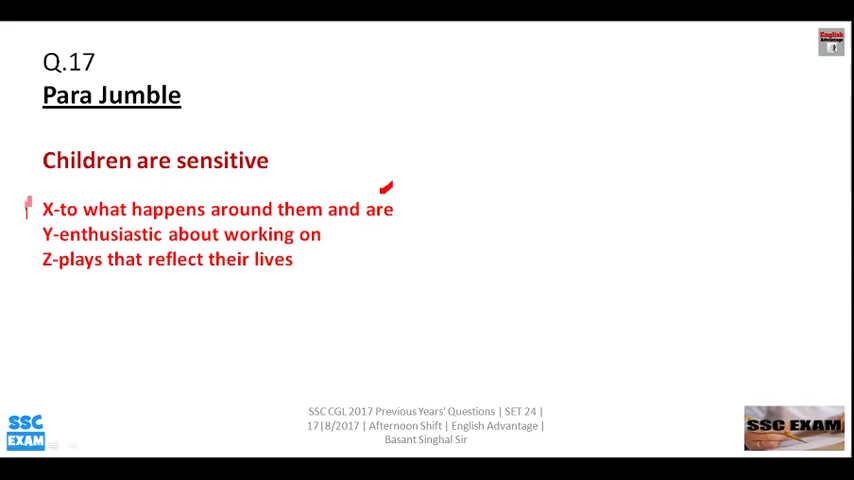 English
Advantage
Q.17
Para Jumble
Children are sensitive
X-to what happens around them and are
Y-enthusiastic about working on
Z-plays that reflect their lives
SSC CGL 2017 Previous Years' Questions | SET 24 |
17|8/2017 | Afternoon Shift | English Advantage |
Basant Singhal Sir
SSC
EXAM
SSC EXAM